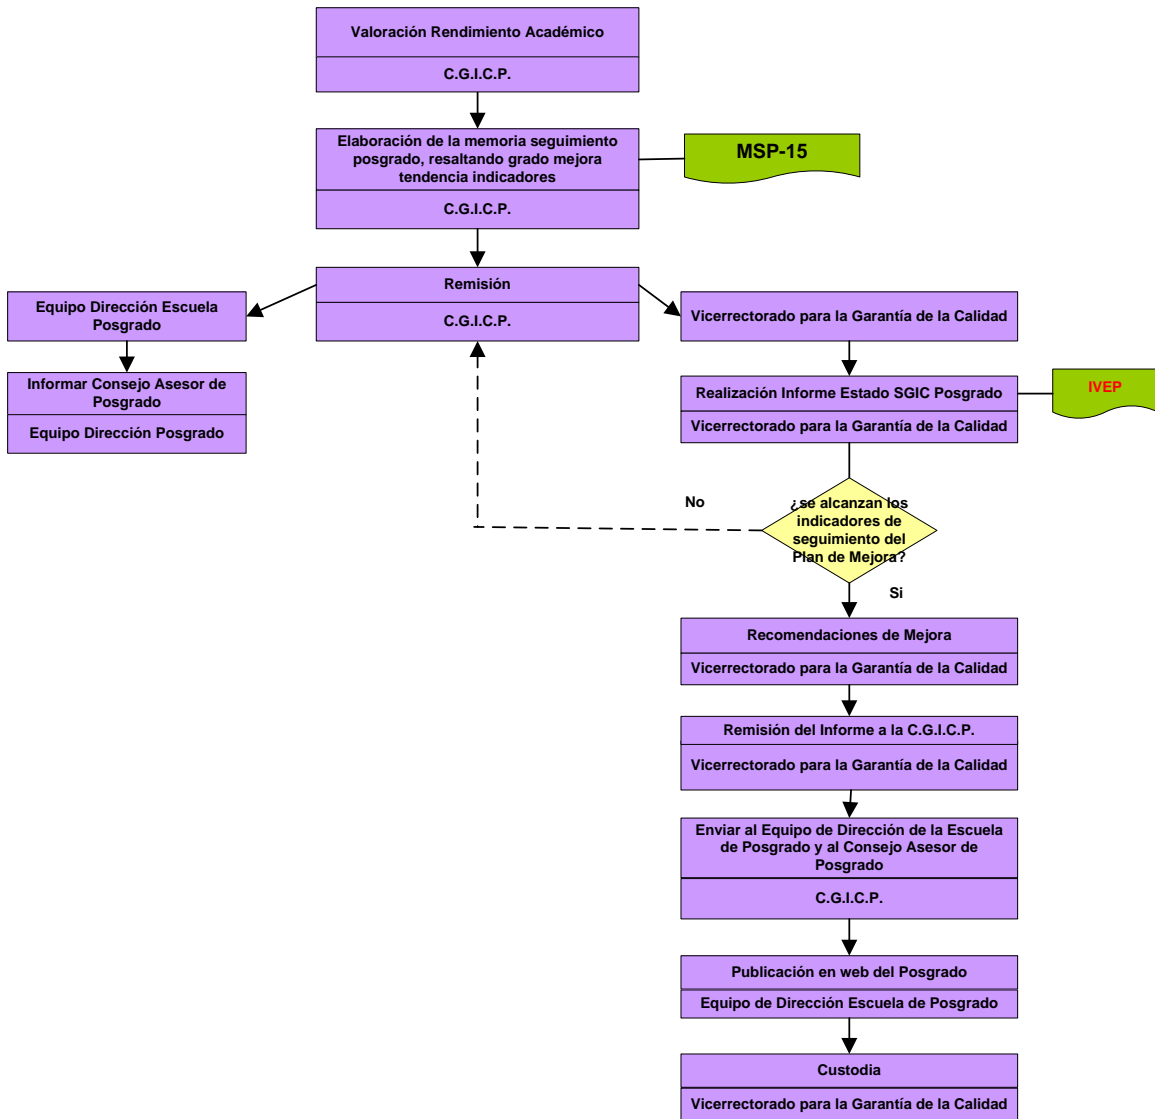 Valoración Rendimiento Académico
C.G.I.C.P.
Elaboración de la memoria seguimiento
posgrado, resaltando grado mejora
tendencia indicadores
C.G.I.C.P.
MSP-15
Remisión
C.G.I.C.P.
Equipo Dirección Escuela
Posgrado
Informar Consejo Asesor de
Posgrado
Equipo Dirección Posgrado
Vicerrectorado para la Garantía de la Calidad
Realización Informe Estado SGIC Posgrado
Vicerrectorado para la Garantía de la Calidad
IVEP
No
¿se alcanzan los
indicadores de
seguimiento del
Plan de Mejora?
Si
Recomendaciones de Mejora
Vicerrectorado para la Garantía de la Calidad
Remisión del Informe a la C.G.I.C.P.
Vicerrectorado para la Garantía de la Calidad
Enviar al Equipo de Dirección de la Escuela
de Posgrado y al Consejo Asesor de
Posgrado
C.G.I.C.P.
Publicación en web del Posgrado
Equipo de Dirección Escuela de Posgrado
Custodia
Vicerrectorado para la Garantía de la Calidad